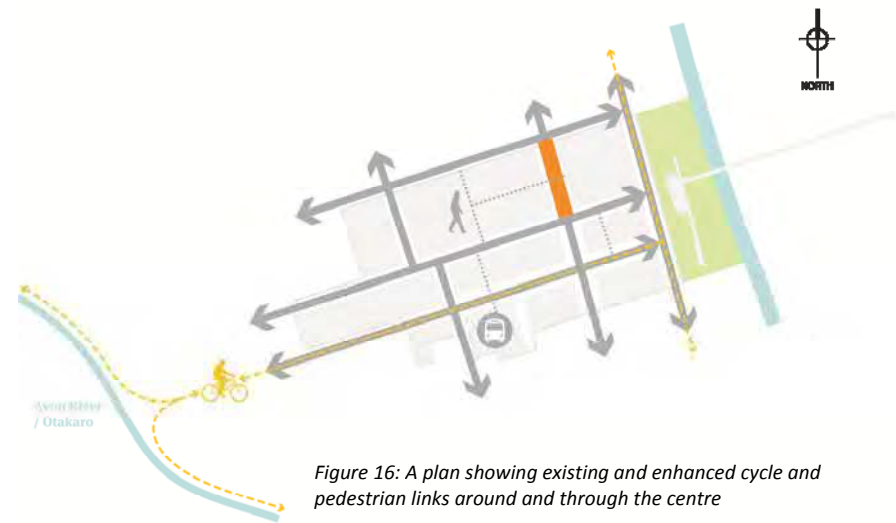 NORTH
Avon River
/ Otakaro
Figure 16: A plan showing existing and enhanced cycle and
pedestrian links around and through the centre